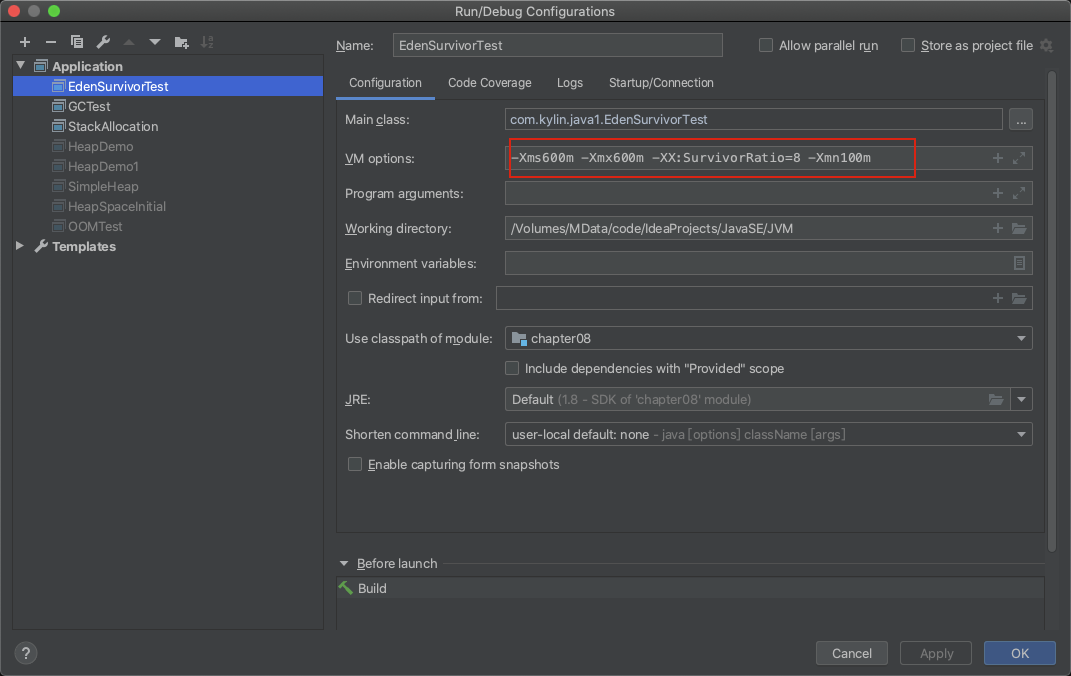 Run/Debug Configurations
Name: EdenSurvivorTest
Allow parallel run
Store as project file
Application
EdenSurvivorTest
GCTest
StackAllocation
HeapDemo
HeapDemo1
SimpleHeap
HeapSpaceInitial
OOMTest
Templates
Configuration Code Coverage Logs Startup/Connection
Main class: com.kylin.java1.EdenSurvivorTest ...
VM options: -Xms600m -Xmx600m -XX:SurvivorRatio=8 -Xmn100m
Program arguments:
Working directory: /Volumes/MData/code/IdeaProjects/JavaSE/JVM
Environment variables:
Redirect input from:
Use classpath of module: chapter08
Include dependencies with "Provided" scope
JRE: Default (1.8 - SDK of 'chapter08' module)
Shorten command line: user-local default: none - java [options] className [args]
Enable capturing form snapshots
Before launch
Build
? Cancel Apply OK